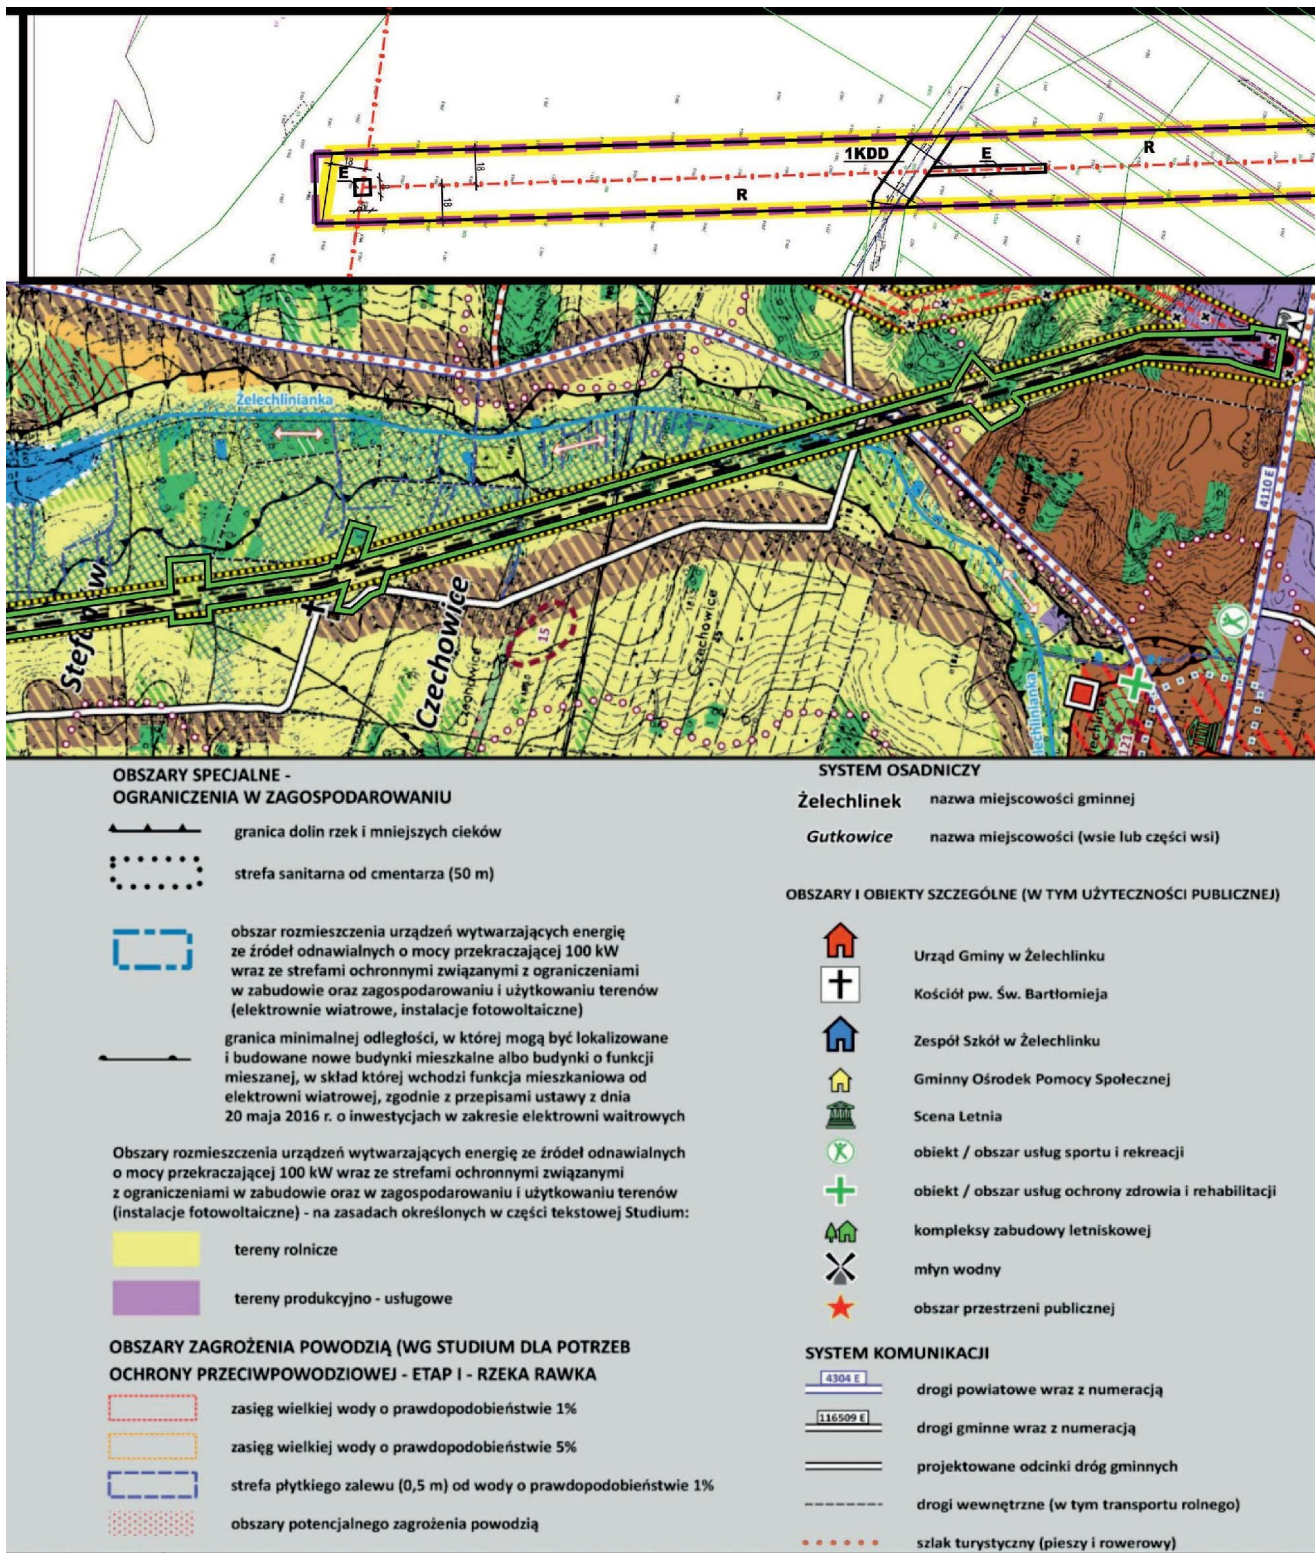 18
E
8
18
18
R
1KDD
12
E
R
Żelechlinianka
Stef
w
Czechowice
Czechowice
15
Czechowice
4110 E
121
OBSZARY SPECJALNE -
OGRANICZENIA W ZAGOSPODAROWANIU
granica dolin rzek i mniejszych cieków
strefa sanitarna od cmentarza (50 m)
obszar rozmieszczenia urządzeń wytwarzających energię
ze źródeł odnawialnych o mocy przekraczającej 100 kW
wraz ze strefami ochronnymi związanymi z ograniczeniami
w zabudowie oraz zagospodarowaniu i użytkowaniu terenów
(elektrownie wiatrowe, instalacje fotowoltaiczne)
granica minimalnej odległości, w której mogą być lokalizowane
i budowane nowe budynki mieszkalne albo budynki o funkcji
mieszanej, w skład której wchodzi funkcja mieszkaniowa od
elektrowni wiatrowej, zgodnie z przepisami ustawy z dnia
20 maja 2016 r. o inwestycjach w zakresie elektrowni waitrowych
Obszary rozmieszczenia urządzeń wytwarzających energię ze źródeł odnawialnych
o mocy przekraczającej 100 kW wraz ze strefami ochronnymi związanymi
z ograniczeniami w zabudowie oraz w zagospodarowaniu i użytkowaniu terenów
(instalacje fotowoltaiczne) - na zasadach określonych w części tekstowej Studium:
tereny rolnicze
tereny produkcyjno - usługowe
OBSZARY ZAGROŻENIA POWODZIĄ (WG STUDIUM DLA POTRZEB
OCHRONY PRZECIWPOWODZIOWEJ - ETAP I - RZEKA RAWKA
zasięg wielkiej wody o prawdopodobieństwie 1%
zasięg wielkiej wody o prawdopodobieństwie 5%
strefa płytkiego zalewu (0,5 m) od wody o prawdopodobieństwie 1%
obszary potencjalnego zagrożenia powodzią
SYSTEM OSADNICZY
Żelechlinek nazwa miejscowości gminnej
Gutkowice nazwa miejscowości (wsie lub części wsi)
OBSZARY I OBIEKTY SZCZEGÓLNE (W TYM UŻYTECZNOŚCI PUBLICZNEJ)
Urząd Gminy w Żelechlinku
Kościół pw. Św. Bartłomieja
Zespół Szkół w Żelechlinku
Gminny Ośrodek Pomocy Społecznej
Scena Letnia
obiekt / obszar usług sportu i rekreacji
obiekt / obszar usług ochrony zdrowia i rehabilitacji
kompleksy zabudowy letniskowej
młyn wodny
obszar przestrzeni publicznej
SYSTEM KOMUNIKACJI
4304 E drogi powiatowe wraz z numeracją
116509 E drogi gminne wraz z numeracją
projektowane odcinki dróg gminnych
drogi wewnętrzne (w tym transportu rolnego)
szlak turystyczny (pieszy i rowerowy)